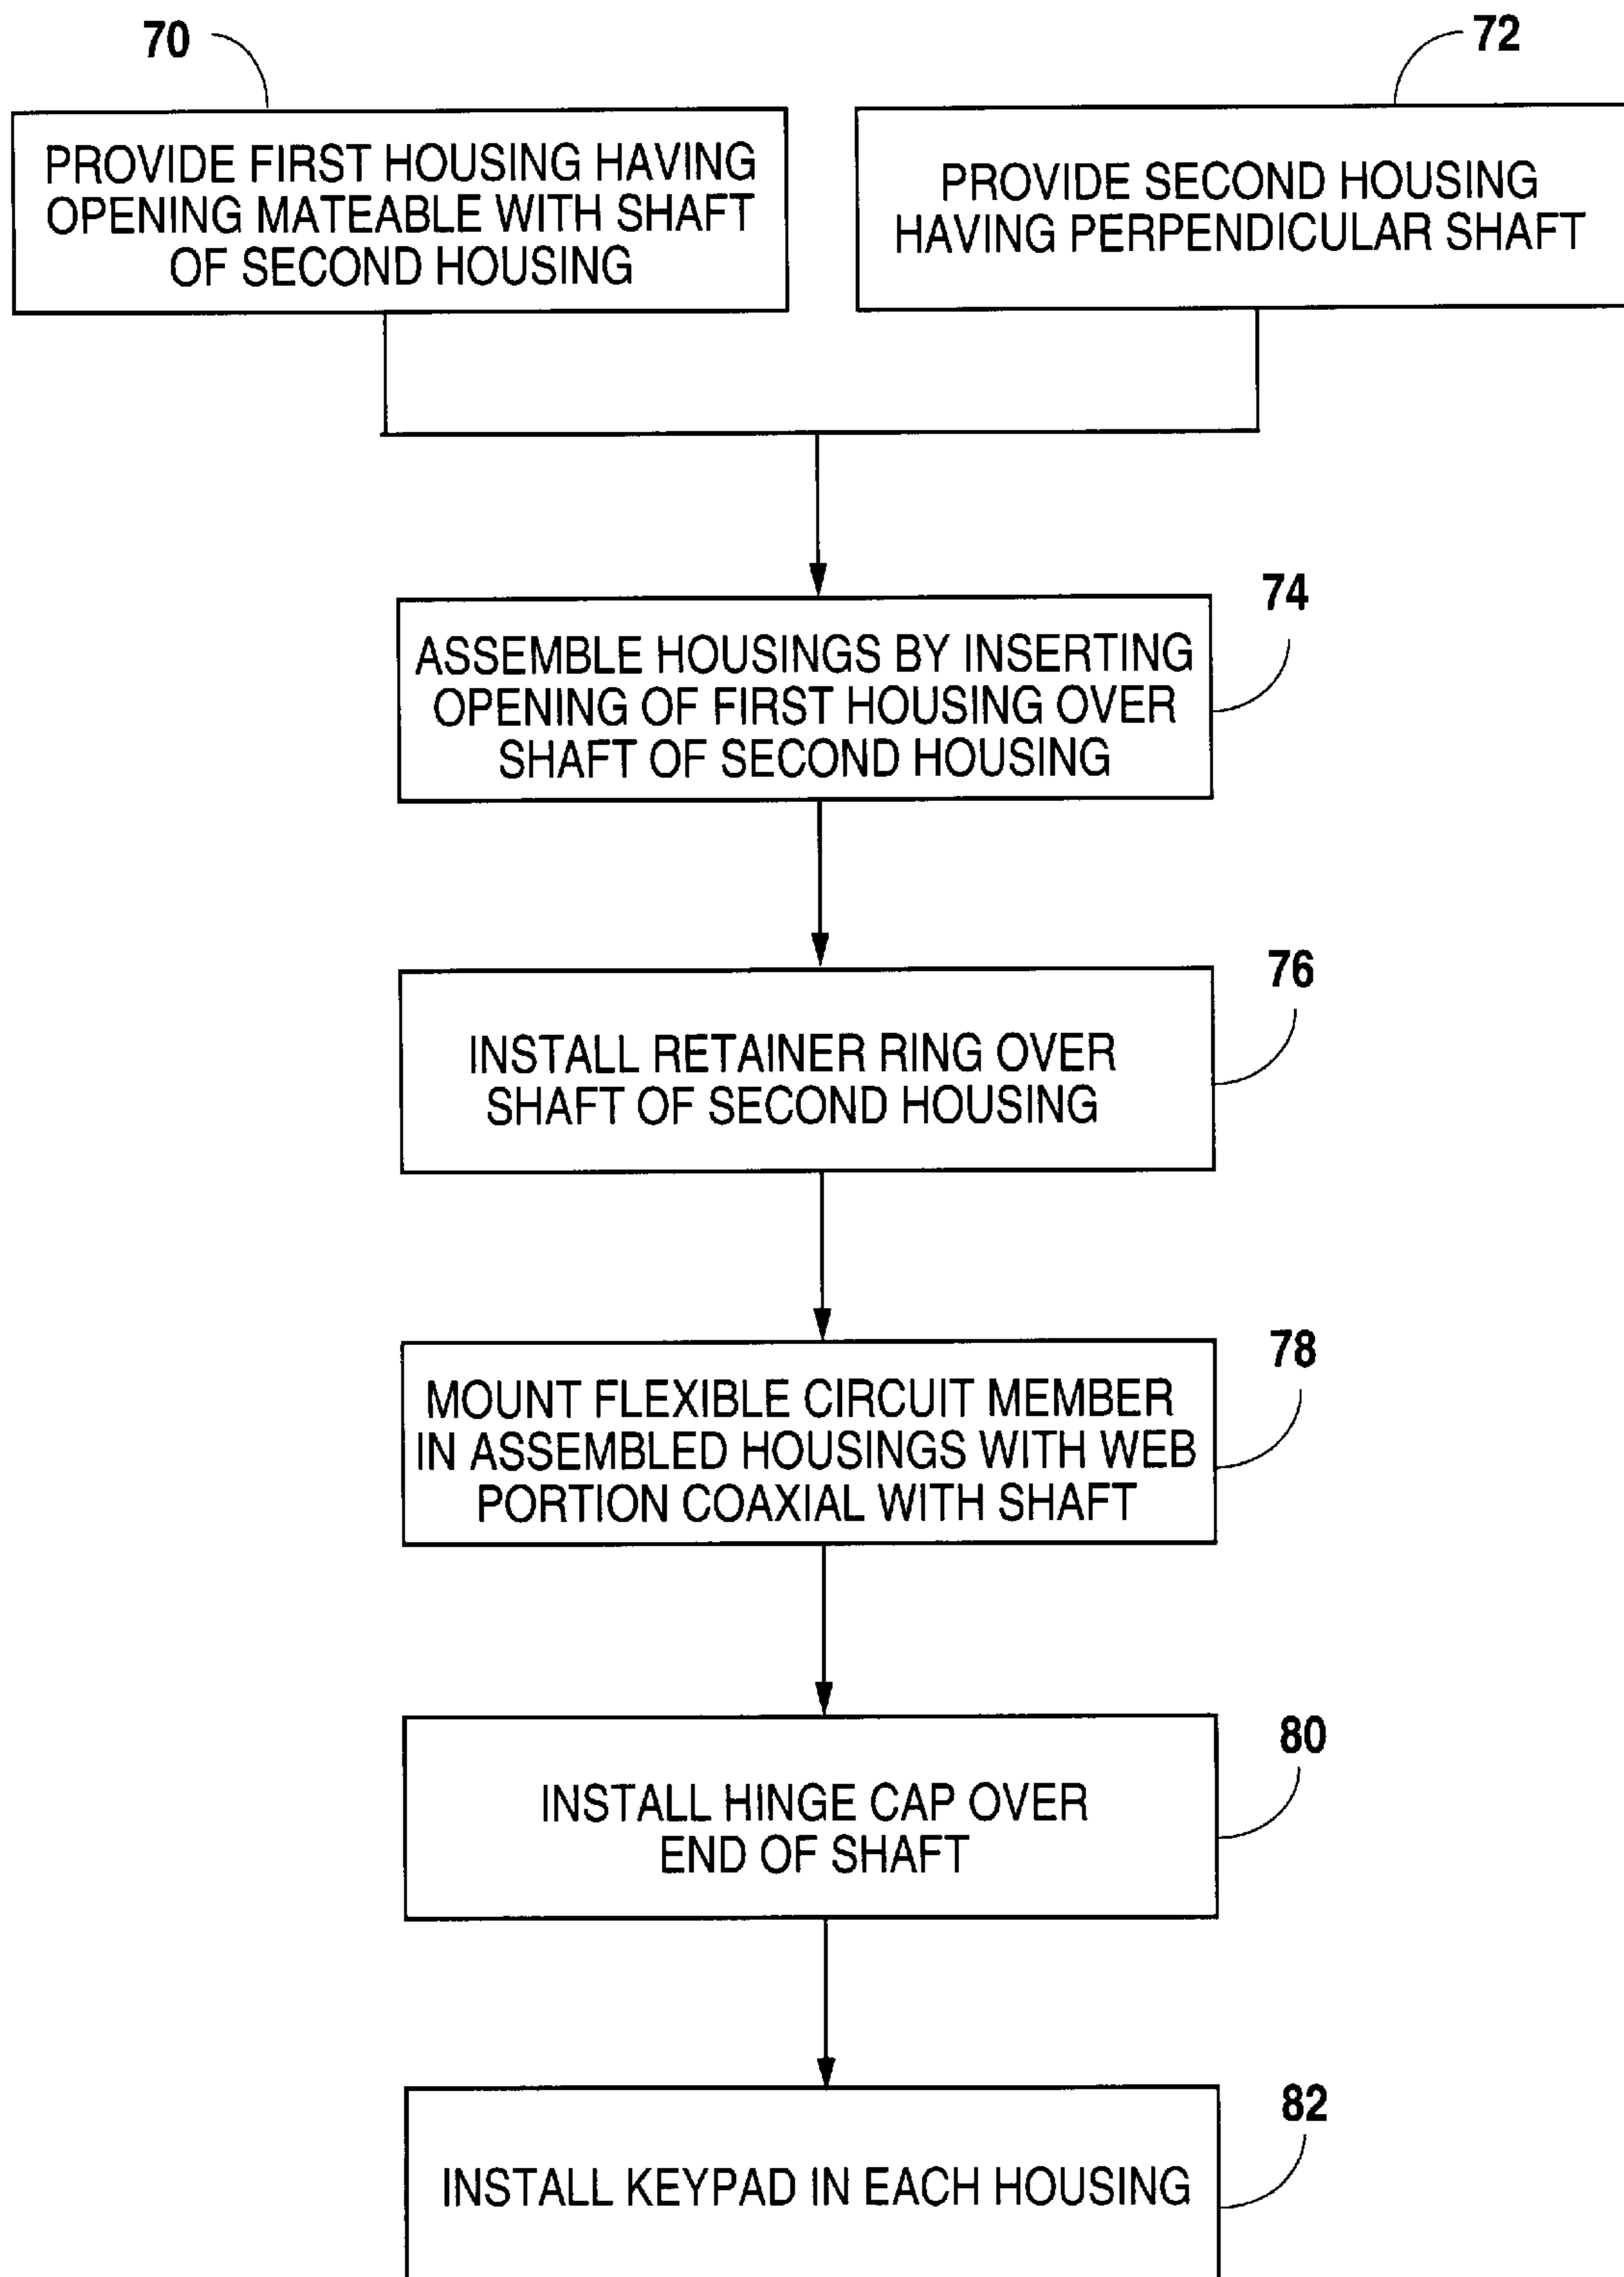 70
72
PROVIDE FIRST HOUSING HAVING
OPENING MATEABLE WITH SHAFT
OF SECOND HOUSING
PROVIDE SECOND HOUSING
HAVING PERPENDICULAR SHAFT
74
ASSEMBLE HOUSINGS BY INSERTING
OPENING OF FIRST HOUSING OVER
SHAFT OF SECOND HOUSING
76
INSTALL RETAINER RING OVER
SHAFT OF SECOND HOUSING
78
MOUNT FLEXIBLE CIRCUIT MEMBER
IN ASSEMBLED HOUSINGS WITH WEB
PORTION COAXIAL WITH SHAFT
80
INSTALL HINGE CAP OVER
END OF SHAFT
82
INSTALL KEYPAD IN EACH HOUSING